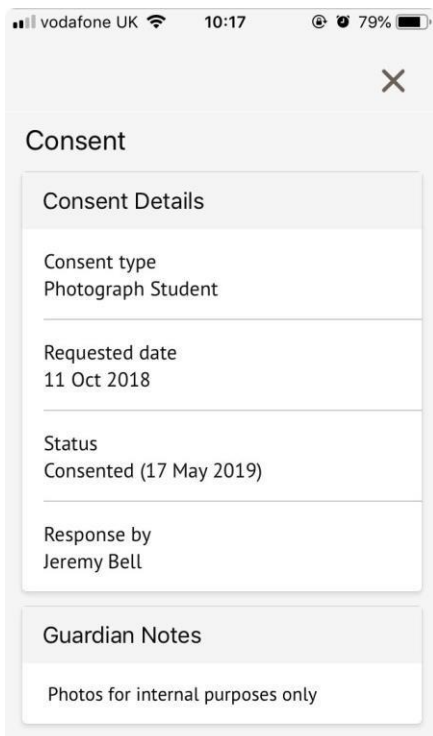 vodafone UK 10:17 79%
Consent
Consent Details
Consent type
Photograph Student
Requested date
11 Oct 2018
Status
Consented (17 May 2019)
Response by
Jeremy Bell
Guardian Notes
Photos for internal purposes only